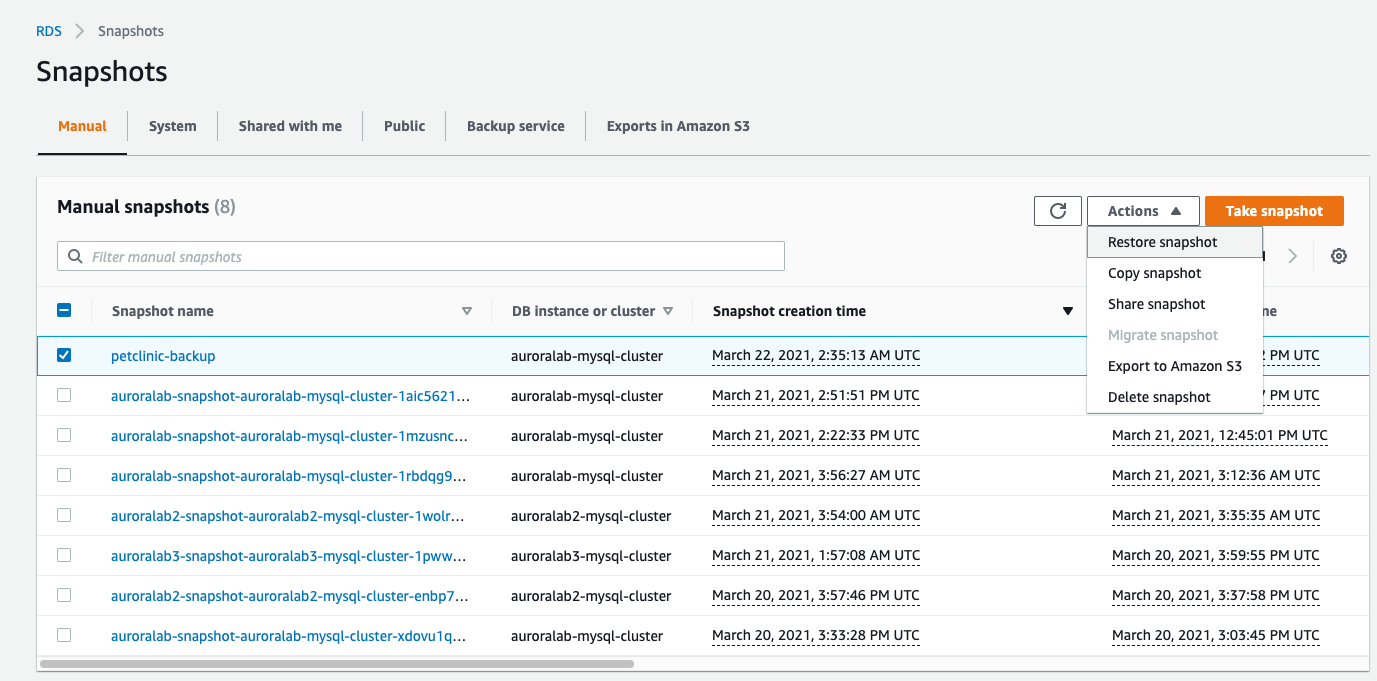 RDS > Snapshots
Snapshots
Manual System Shared with me Public Backup service Exports in Amazon S3
Manual snapshots (8)
Actions Take snapshot
Filter manual snapshots
Restore snapshot
Copy snapshot
Share snapshot
Migrate snapshot
Export to Amazon S3
Delete snapshot
Snapshot name DB instance or cluster Snapshot creation time
petclinic-backup auroralab-mysql-cluster March 22, 2021, 2:35:13 AM UTC PM UTC
auroralab-snapshot-auroralab-mysql-cluster-1aic5621... auroralab-mysql-cluster March 21, 2021, 2:51:51 PM UTC PM UTC
auroralab-snapshot-auroralab-mysql-cluster-1mzusnc... auroralab-mysql-cluster March 21, 2021, 2:22:33 PM UTC March 21, 2021, 12:45:01 PM UTC
auroralab-snapshot-auroralab-mysql-cluster-1rbdqg9... auroralab-mysql-cluster March 21, 2021, 3:56:27 AM UTC March 21, 2021, 3:12:36 AM UTC
auroralab2-snapshot-auroralab2-mysql-cluster-1wolr... auroralab2-mysql-cluster March 21, 2021, 3:54:00 AM UTC March 21, 2021, 3:35:35 AM UTC
auroralab3-snapshot-auroralab3-mysql-cluster-1pww... auroralab3-mysql-cluster March 21, 2021, 1:57:08 AM UTC March 20, 2021, 3:59:55 PM UTC
auroralab2-snapshot-auroralab2-mysql-cluster-enbp7... auroralab2-mysql-cluster March 20, 2021, 3:57:46 PM UTC March 20, 2021, 3:37:58 PM UTC
auroralab-snapshot-auroralab-mysql-cluster-xdovu1q... auroralab-mysql-cluster March 20, 2021, 3:33:28 PM UTC March 20, 2021, 3:03:45 PM UTC